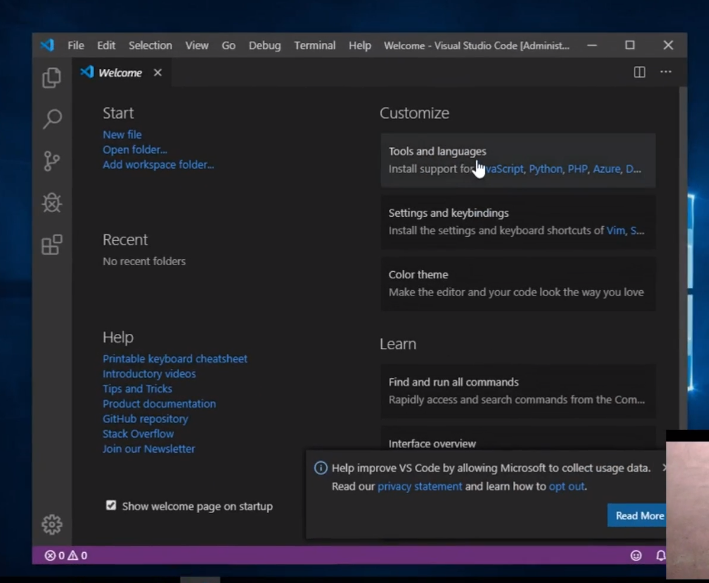 File Edit Selection View Go Debug Terminal Help Welcome - Visual Studio Code [Administ...
Welcome
Start
New file
Open folder...
Add workspace folder...
Recent
No recent folders
Help
Printable keyboard cheatsheet
Introductory videos
Tips and Tricks
Product documentation
GitHub repository
Stack Overflow
Join our Newsletter
Show welcome page on startup
Customize
Tools and languages
Install support for JavaScript, Python, PHP, Azure, D...
Settings and keybindings
Install the settings and keyboard shortcuts of Vim, S...
Color theme
Make the editor and your code look the way you love
Learn
Find and run all commands
Rapidly access and search commands from the Com...
Interface overview
Help improve VS Code by allowing Microsoft to collect usage data.
Read our privacy statement and learn how to opt out.
Read More
0 0